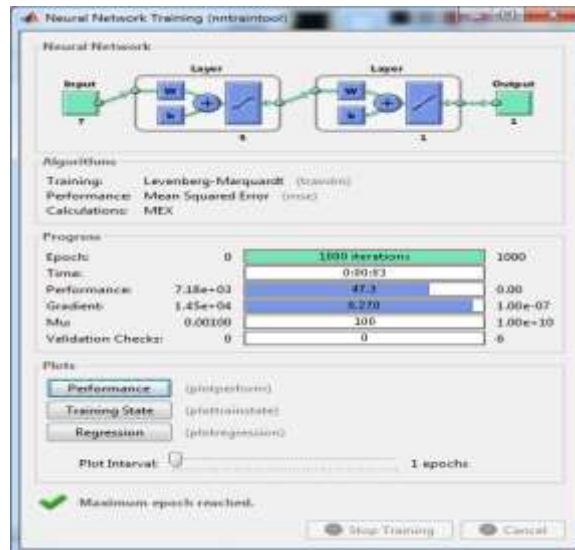 Neural Network Training (nntraintool)
Neural Network
Layer Layer
Input Output
W W
b b
7 1
1
Algorithms
Training: Levenberg-Marquardt (trainlm)
Performance: Mean Squared Error (mse)
Calculations: MEX
Progress
Epoch: 0 1000 iterations 1000
Time: 0:00:03
Performance: 7.18e+03 47.3 0.00
Gradient: 1.45e+04 1.00e-07
Mu: 0.00100 100 1.00e+10
Validation Checks: 0 0 6
Plots
Performance (plotperform)
Training State (plottrainstate)
Regression (plotregression)
Plot Interval: 1 epochs
Maximum epoch reached.
Stop Training Cancel